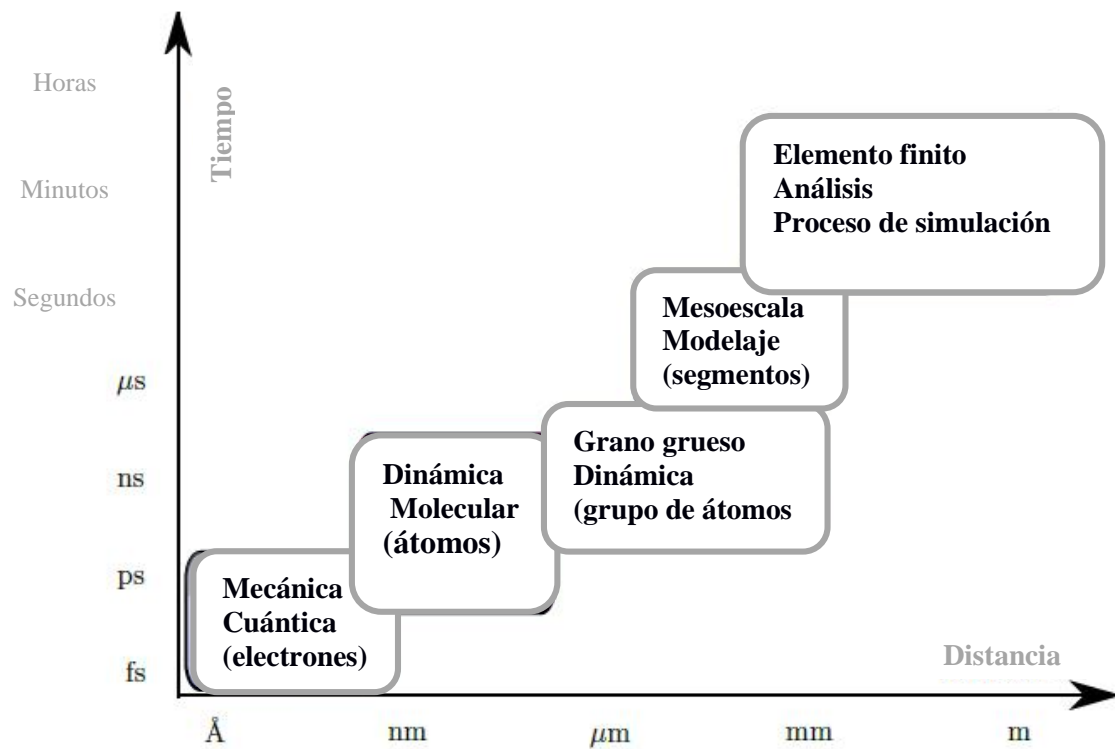 Horas
Tiempo
Minutos
Segundos
μs
ns
ps
fs
Elemento finito
Análisis
Proceso de simulación
Mesoescala
Modelaje
(segmentos)
Grano grueso
Dinámica
(grupo de átomos
Dinámica
Molecular
(átomos)
Mecánica
Cuántica
(electrones)
Distancia
Å
nm
μm
mm
m